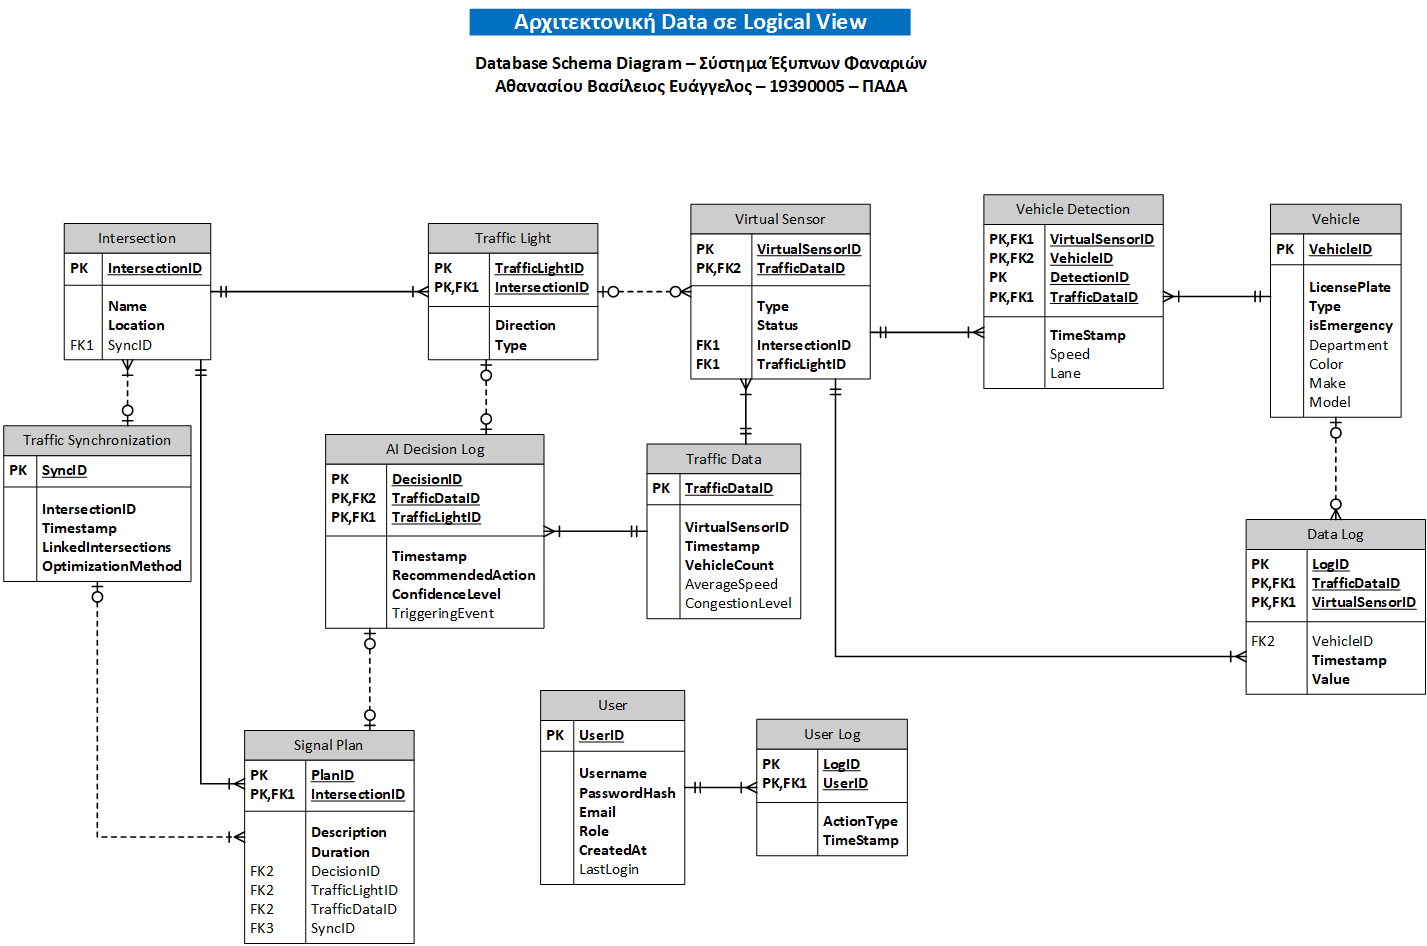 Αρχιτεκτονική Data σε Logical View
Database Schema Diagram – Σύστημα Έξυπνων Φαναριών
Αθανασίου Βασίλειος Ευάγγελος – 19390005 – ΠΑΔΑ
Intersection
PK IntersectionID
Name
Location
FK1 SyncID
Traffic Light
PK TrafficLightID
PK,FK1 IntersectionID
Direction
Type
Virtual Sensor
PK VirtualSensorID
PK,FK2 TrafficDataID
Type
Status
FK1 IntersectionID
FK1 TrafficLightID
Vehicle Detection
PK,FK1 VirtualSensorID
PK,FK2 VehicleID
PK DetectionID
PK,FK1 TrafficDataID
TimeStamp
Speed
Lane
Vehicle
PK VehicleID
LicensePlate
Type
isEmergency
Department
Color
Make
Model
Traffic Synchronization
PK SyncID
IntersectionID
Timestamp
LinkedIntersections
OptimizationMethod
AI Decision Log
PK DecisionID
PK,FK2 TrafficDataID
PK,FK1 TrafficLightID
Timestamp
RecommendedAction
ConfidenceLevel
TriggeringEvent
Traffic Data
PK TrafficDataID
VirtualSensorID
Timestamp
VehicleCount
AverageSpeed
CongestionLevel
Data Log
PK LogID
PK,FK1 TrafficDataID
PK,FK1 VirtualSensorID
FK2 VehicleID
Timestamp
Value
Signal Plan
PK PlanID
PK,FK1 IntersectionID
Description
Duration
FK2 DecisionID
FK2 TrafficLightID
FK2 TrafficDataID
FK3 SyncID
User
PK UserID
Username
PasswordHash
Email
Role
CreatedAt
LastLogin
User Log
PK LogID
PK,FK1 UserID
ActionType
TimeStamp